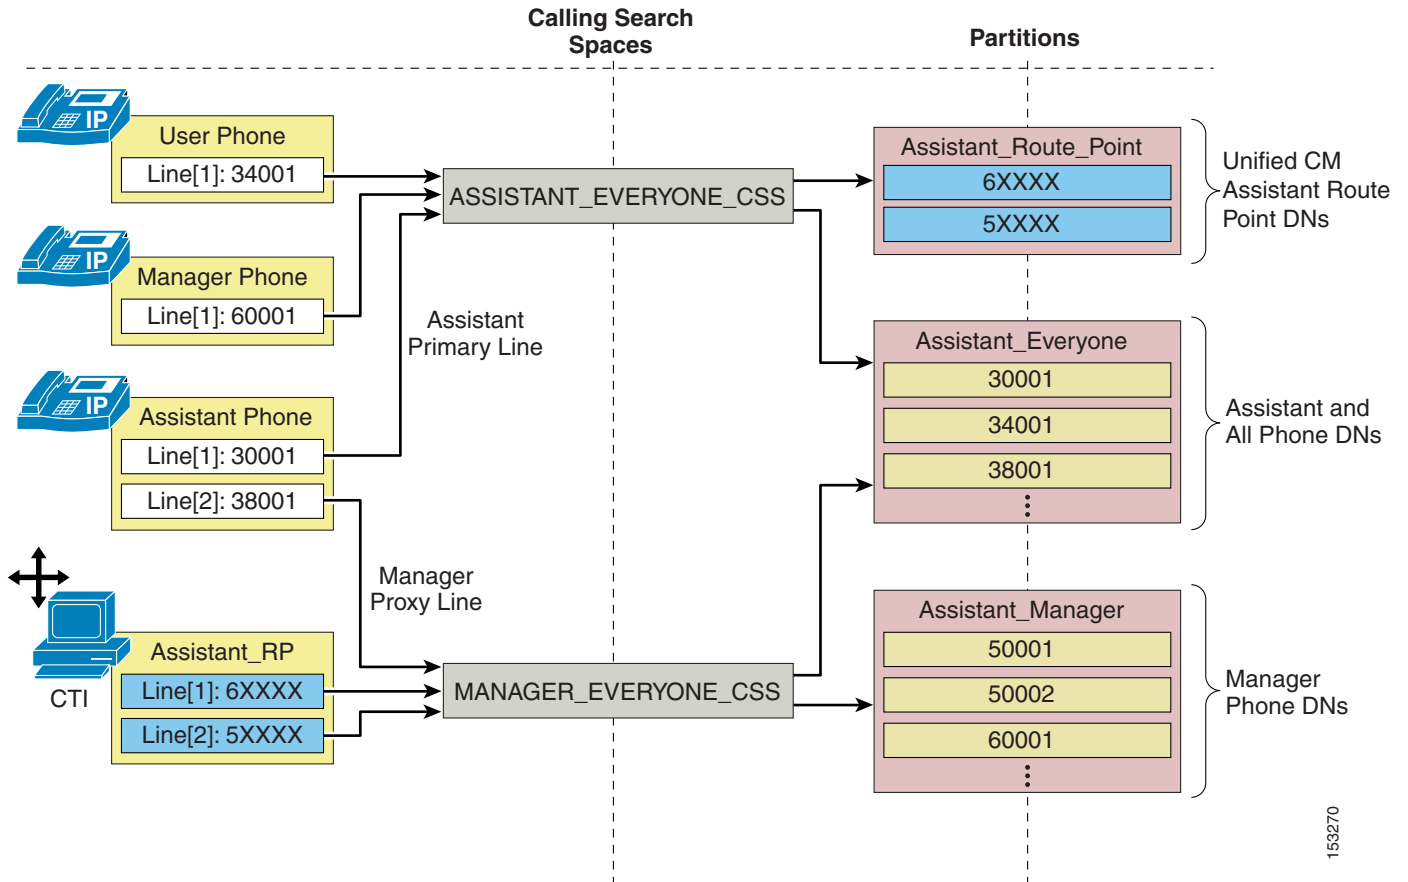 Calling Search
Spaces
Partitions
IP
User Phone
Line[1]: 34001
IP
Manager Phone
Line[1]: 60001
IP
Assistant Phone
Line[1]: 30001
Line[2]: 38001
CTI
Assistant_RP
Line[1]: 6XXXX
Line[2]: 5XXXX
Assistant
Primary Line
Manager
Proxy Line
ASSISTANT_EVERYONE_CSS
MANAGER_EVERYONE_CSS
Assistant_Route_Point
6XXXX
5XXXX
Unified CM
Assistant Route
Point DNs
Assistant_Everyone
30001
34001
38001
Assistant and
All Phone DNs
Assistant_Manager
50001
50002
60001
Manager
Phone DNs
153270